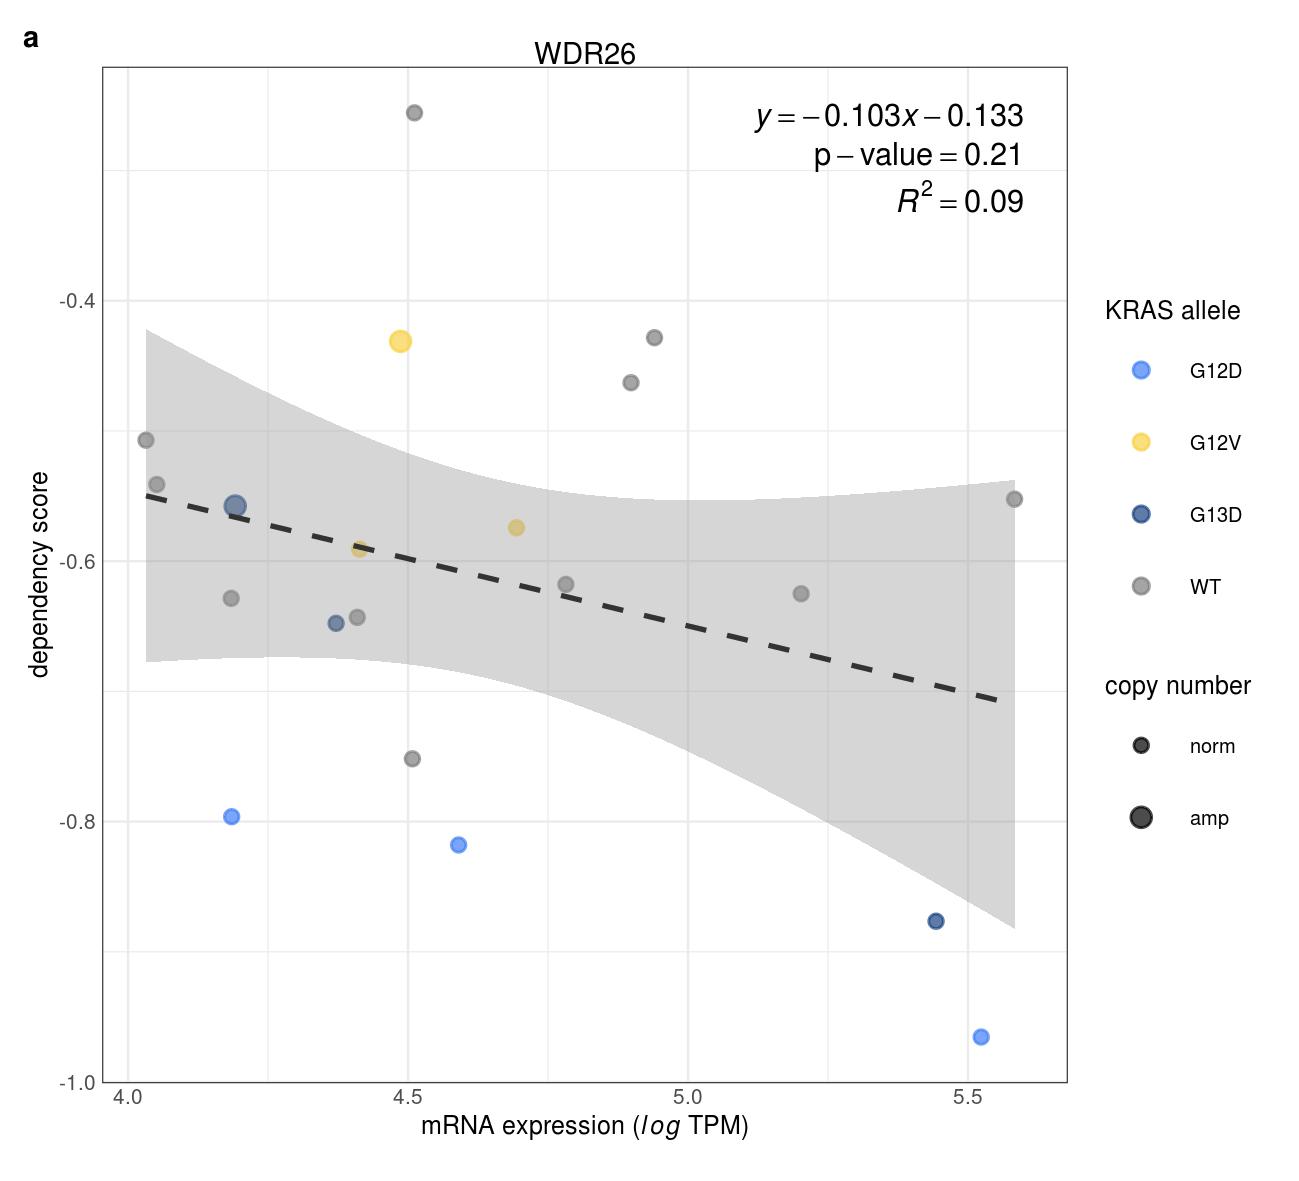 a
WDR26
y = −0.103x − 0.133
p − value = 0.21
R² = 0.09
-0.4
-0.6
-0.8
-1.0
dependency score
4.0 4.5 5.0 5.5
mRNA expression (log TPM)
KRAS allele
G12D
G12V
G13D
WT
copy number
norm
amp